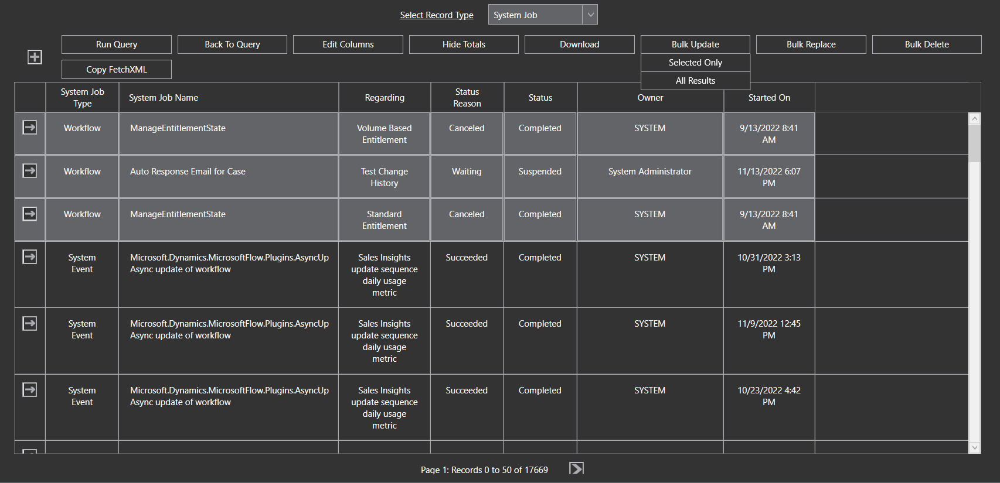 Select Record Type
System Job
Run Query
Back To Query
Edit Columns
Hide Totals
Download
Bulk Update
Bulk Replace
Bulk Delete
Selected Only
Copy FetchXML
All Results
System Job
Type
System Job Name
Regarding
Status
Reason
Status
Owner
Started On
Workflow
ManageEntitlementState
Volume Based
Entitlement
Canceled
Completed
SYSTEM
9/13/2022 8:41
AM
Workflow
Auto Response Email for Case
Test Change
History
Waiting
Suspended
System Administrator
11/13/2022 6:07
PM
Workflow
ManageEntitlementState
Standard
Entitlement
Canceled
Completed
SYSTEM
9/13/2022 8:41
AM
System
Event
Microsoft.Dynamics.MicrosoftFlow.Plugins.AsyncUp
Async update of workflow
Sales Insights
update sequence
daily usage
metric
Succeeded
Completed
SYSTEM
10/31/2022 3:13
PM
System
Event
Microsoft.Dynamics.MicrosoftFlow.Plugins.AsyncUp
Async update of workflow
Sales Insights
update sequence
daily usage
metric
Succeeded
Completed
SYSTEM
11/9/2022 12:45
PM
System
Event
Microsoft.Dynamics.MicrosoftFlow.Plugins.AsyncUp
Async update of workflow
Sales Insights
update sequence
daily usage
metric
Succeeded
Completed
SYSTEM
10/23/2022 4:42
PM
Page 1: Records 0 to 50 of 17669